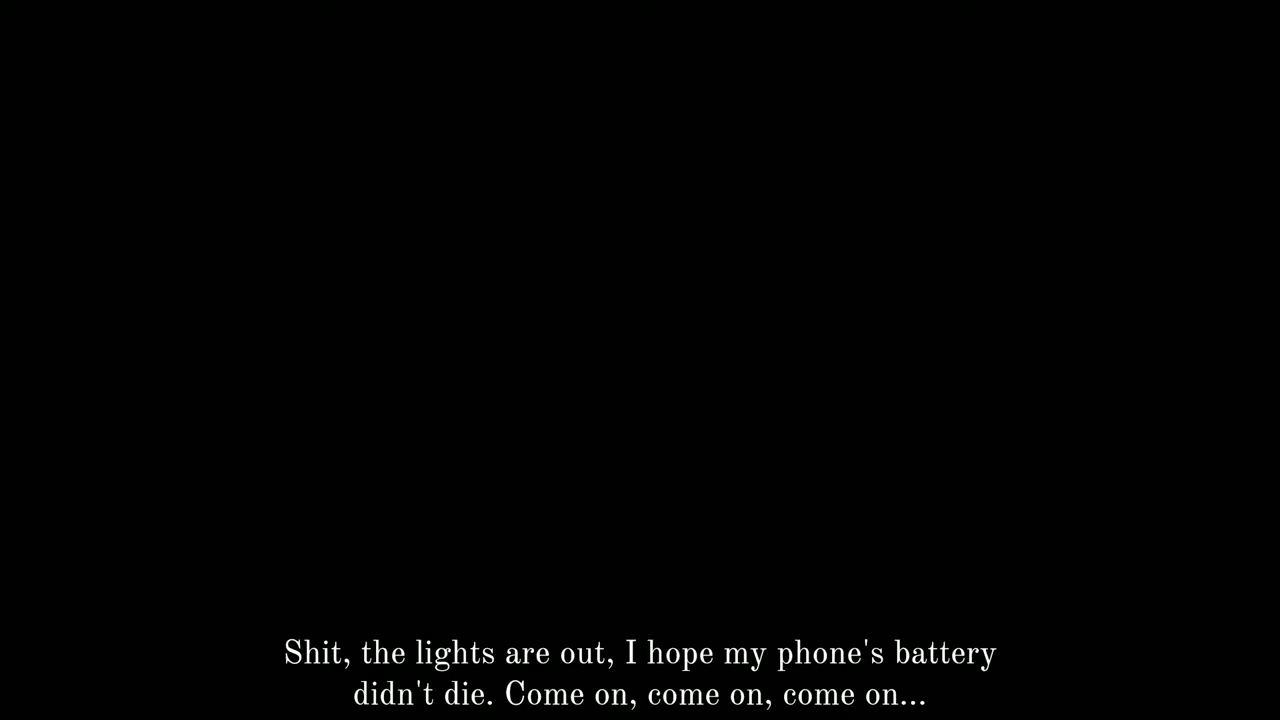 Shit, the lights are out, I hope my phone's battery
didn't die. Come on, come on, come on...